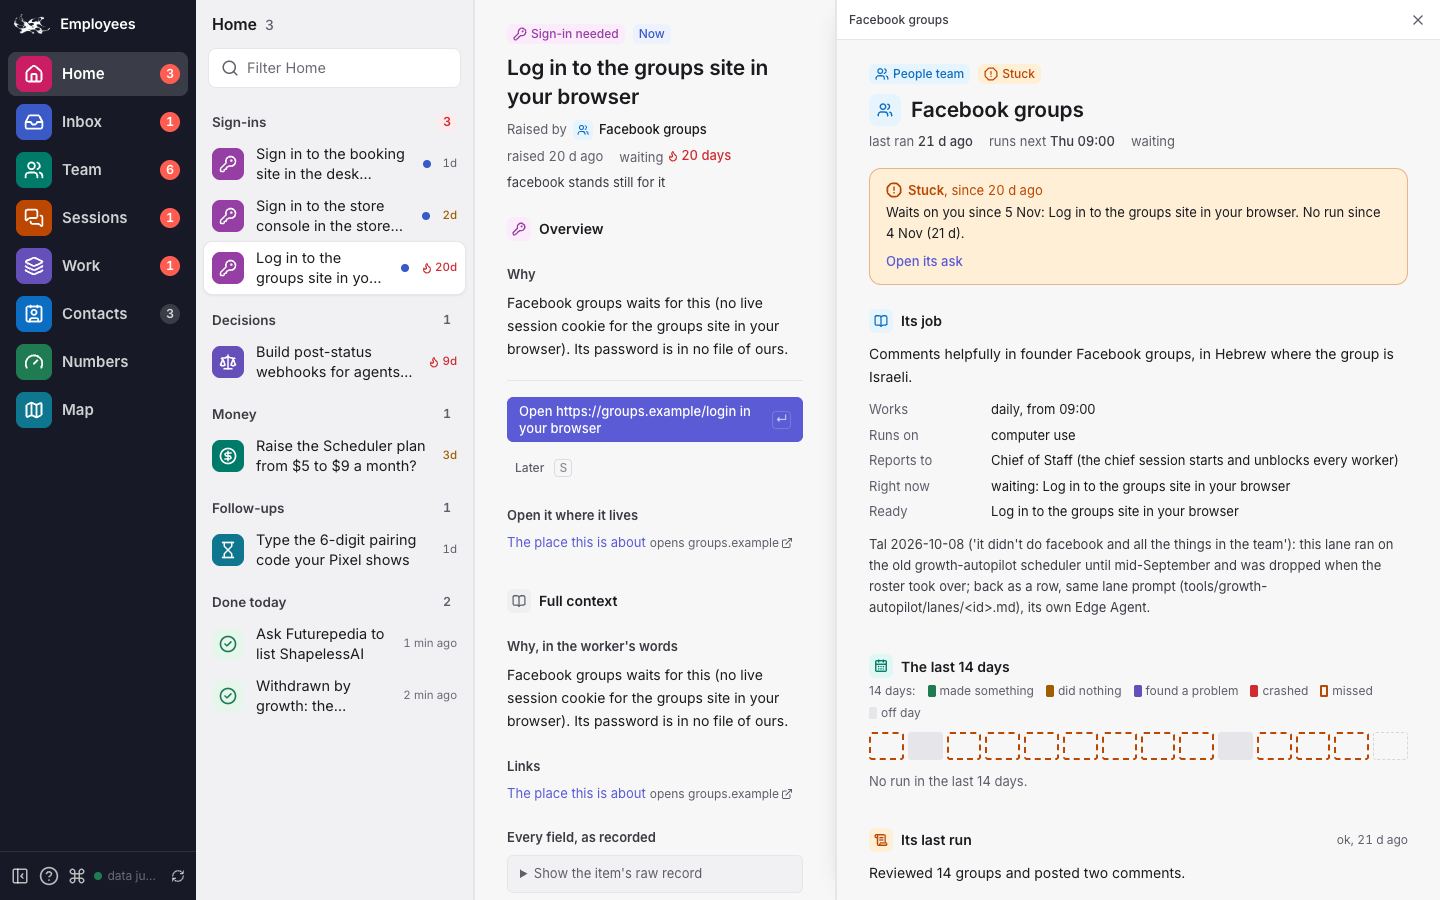 Employees
Home 3
Inbox 1
Team 6
Sessions 1
Work 1
Contacts 3
Numbers
Map
data ju...
Home 3
Filter Home
Sign-ins 3
Sign in to the booking
site in the desk... 1d
Sign in to the store
console in the store... 2d
Log in to the
groups site in yo... 20d
Decisions 1
Build post-status
webhooks for agents... 9d
Money 1
Raise the Scheduler plan
from $5 to $9 a month? 3d
Follow-ups 1
Type the 6-digit pairing
code your Pixel shows 1d
Done today 2
Ask Futurepedia to
list ShapelessAI 1 min ago
Withdrawn by
growth: the... 2 min ago
Sign-in needed Now
Log in to the groups site in
your browser
Raised by Facebook groups
raised 20 d ago waiting 20 days
facebook stands still for it
Overview
Why
Facebook groups waits for this (no live
session cookie for the groups site in your
browser). Its password is in no file of ours.
Open https://groups.example/login in
your browser
Later S
Open it where it lives
The place this is about opens groups.example
Full context
Why, in the worker's words
Facebook groups waits for this (no live
session cookie for the groups site in your
browser). Its password is in no file of ours.
Links
The place this is about opens groups.example
Every field, as recorded
Show the item's raw record
Facebook groups
People team Stuck
Facebook groups
last ran 21 d ago runs next Thu 09:00 waiting
Stuck, since 20 d ago
Waits on you since 5 Nov: Log in to the groups site in your browser. No run since
4 Nov (21 d).
Open its ask
Its job
Comments helpfully in founder Facebook groups, in Hebrew where the group is
Israeli.
Works daily, from 09:00
Runs on computer use
Reports to Chief of Staff (the chief session starts and unblocks every worker)
Right now waiting: Log in to the groups site in your browser
Ready Log in to the groups site in your browser
Tal 2026-10-08 ('it didn't do facebook and all the things in the team'): this lane ran on
the old growth-autopilot scheduler until mid-September and was dropped when the
roster took over; back as a row, same lane prompt (tools/growth-
autopilot/lanes/<id>.md), its own Edge Agent.
The last 14 days
14 days: made something did nothing found a problem crashed missed
off day
No run in the last 14 days.
Its last run ok, 21 d ago
Reviewed 14 groups and posted two comments.